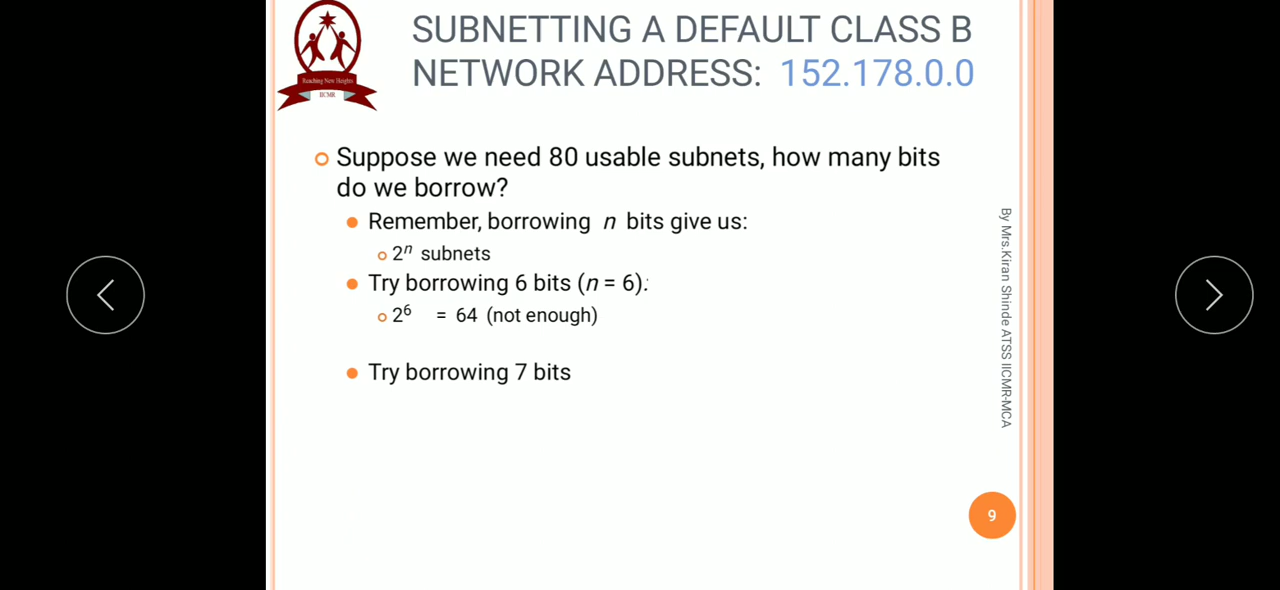 SUBNETTING A DEFAULT CLASS B
NETWORK ADDRESS: 152.178.0.0
Reaching New Heights
IICMR
Suppose we need 80 usable subnets, how many bits
do we borrow?
Remember, borrowing n bits give us:
2ⁿ subnets
Try borrowing 6 bits (n = 6):
2⁶ = 64 (not enough)
Try borrowing 7 bits
By Mrs.Kiran Shinde ATSS IICMR-MCA
9